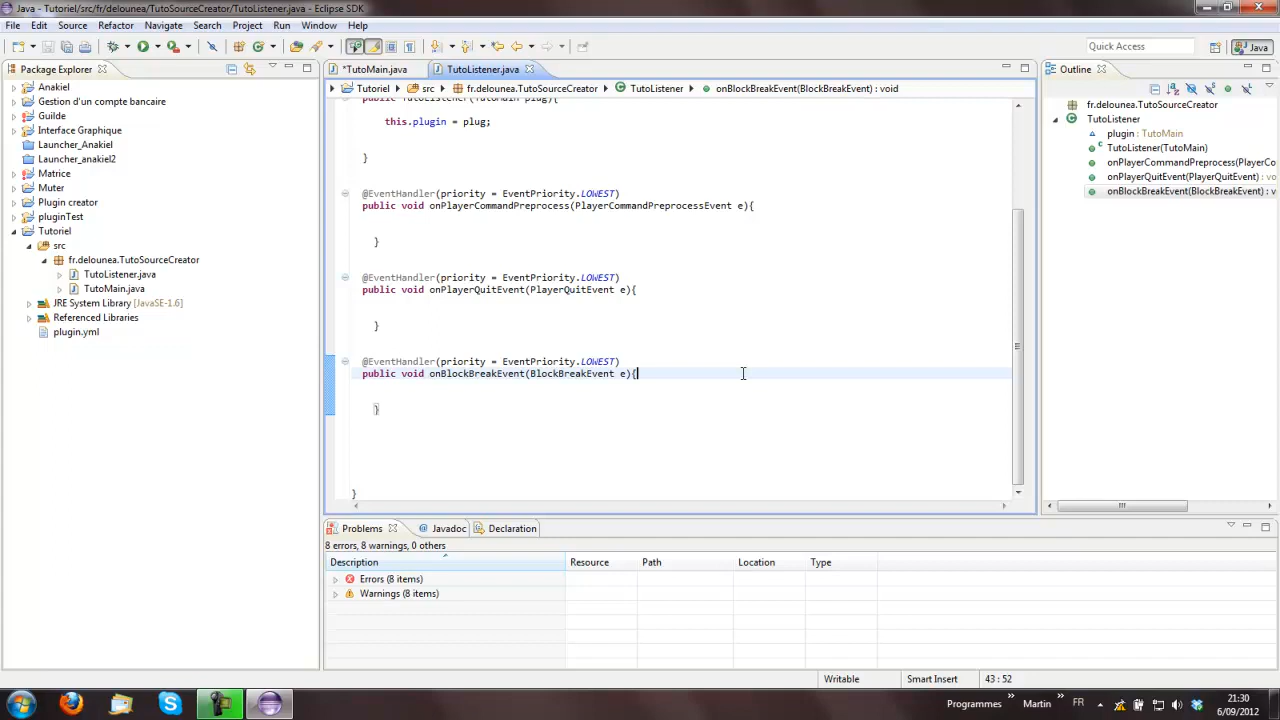 Java - Tutoriel/src/fr/delounea/TutoSourceCreator/TutoListener.java - Eclipse SDK
File Edit Source Refactor Navigate Search Project Run Window Help
Quick Access
Java
Package Explorer
Anakiel
Gestion d'un compte bancaire
Guilde
Interface Graphique
Launcher_Anakiel
Launcher_anakiel2
Matrice
Muter
Plugin creator
pluginTest
Tutoriel
src
fr.delounea.TutoSourceCreator
TutoListener.java
TutoMain.java
JRE System Library [JavaSE-1.6]
Referenced Libraries
plugin.yml
*TutoMain.java
TutoListener.java
Tutoriel src fr.delounea.TutoSourceCreator TutoListener onBlockBreakEvent(BlockBreakEvent) : void
public TutoListener(TutoMain plug){
this.plugin = plug;
}
@EventHandler(priority = EventPriority.LOWEST)
public void onPlayerCommandPreprocess(PlayerCommandPreprocessEvent e){
}
@EventHandler(priority = EventPriority.LOWEST)
public void onPlayerQuitEvent(PlayerQuitEvent e){
}
@EventHandler(priority = EventPriority.LOWEST)
public void onBlockBreakEvent(BlockBreakEvent e){
}
}
Outline
fr.delounea.TutoSourceCreator
TutoListener
plugin : TutoMain
TutoListener(TutoMain)
onPlayerCommandPreprocess(PlayerCo
onPlayerQuitEvent(PlayerQuitEvent) : vo
onBlockBreakEvent(BlockBreakEvent) : v
Problems
Javadoc
Declaration
8 errors, 8 warnings, 0 others
Description Resource Path Location Type
Errors (8 items)
Warnings (8 items)
Writable Smart Insert 43 : 52
Programmes » Martin » FR
21:30
6/09/2012